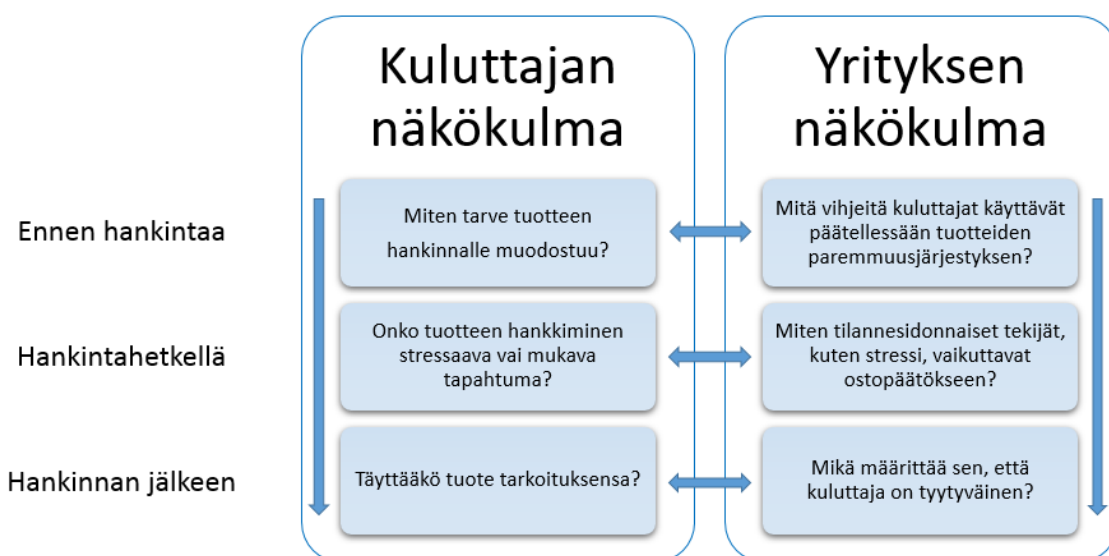 Kuluttajan
näkökulma
Yrityksen
näkökulma
Ennen hankintaa
Miten tarve tuotteen
hankinnalle muodostuu?
Mitä vihjeitä kuluttajat käyttävät
päätellessään tuotteiden
paremmuusjärjestyksen?
Hankintahetkellä
Onko tuotteen hankkiminen
stressaava vai mukava
tapahtuma?
Miten tilannesidonnaiset tekijät,
kuten stressi, vaikuttavat
ostopäätökseen?
Hankinnan jälkeen
Täyttääkö tuote tarkoituksensa?
Mikä määrittää sen, että
kuluttaja on tyytyväinen?